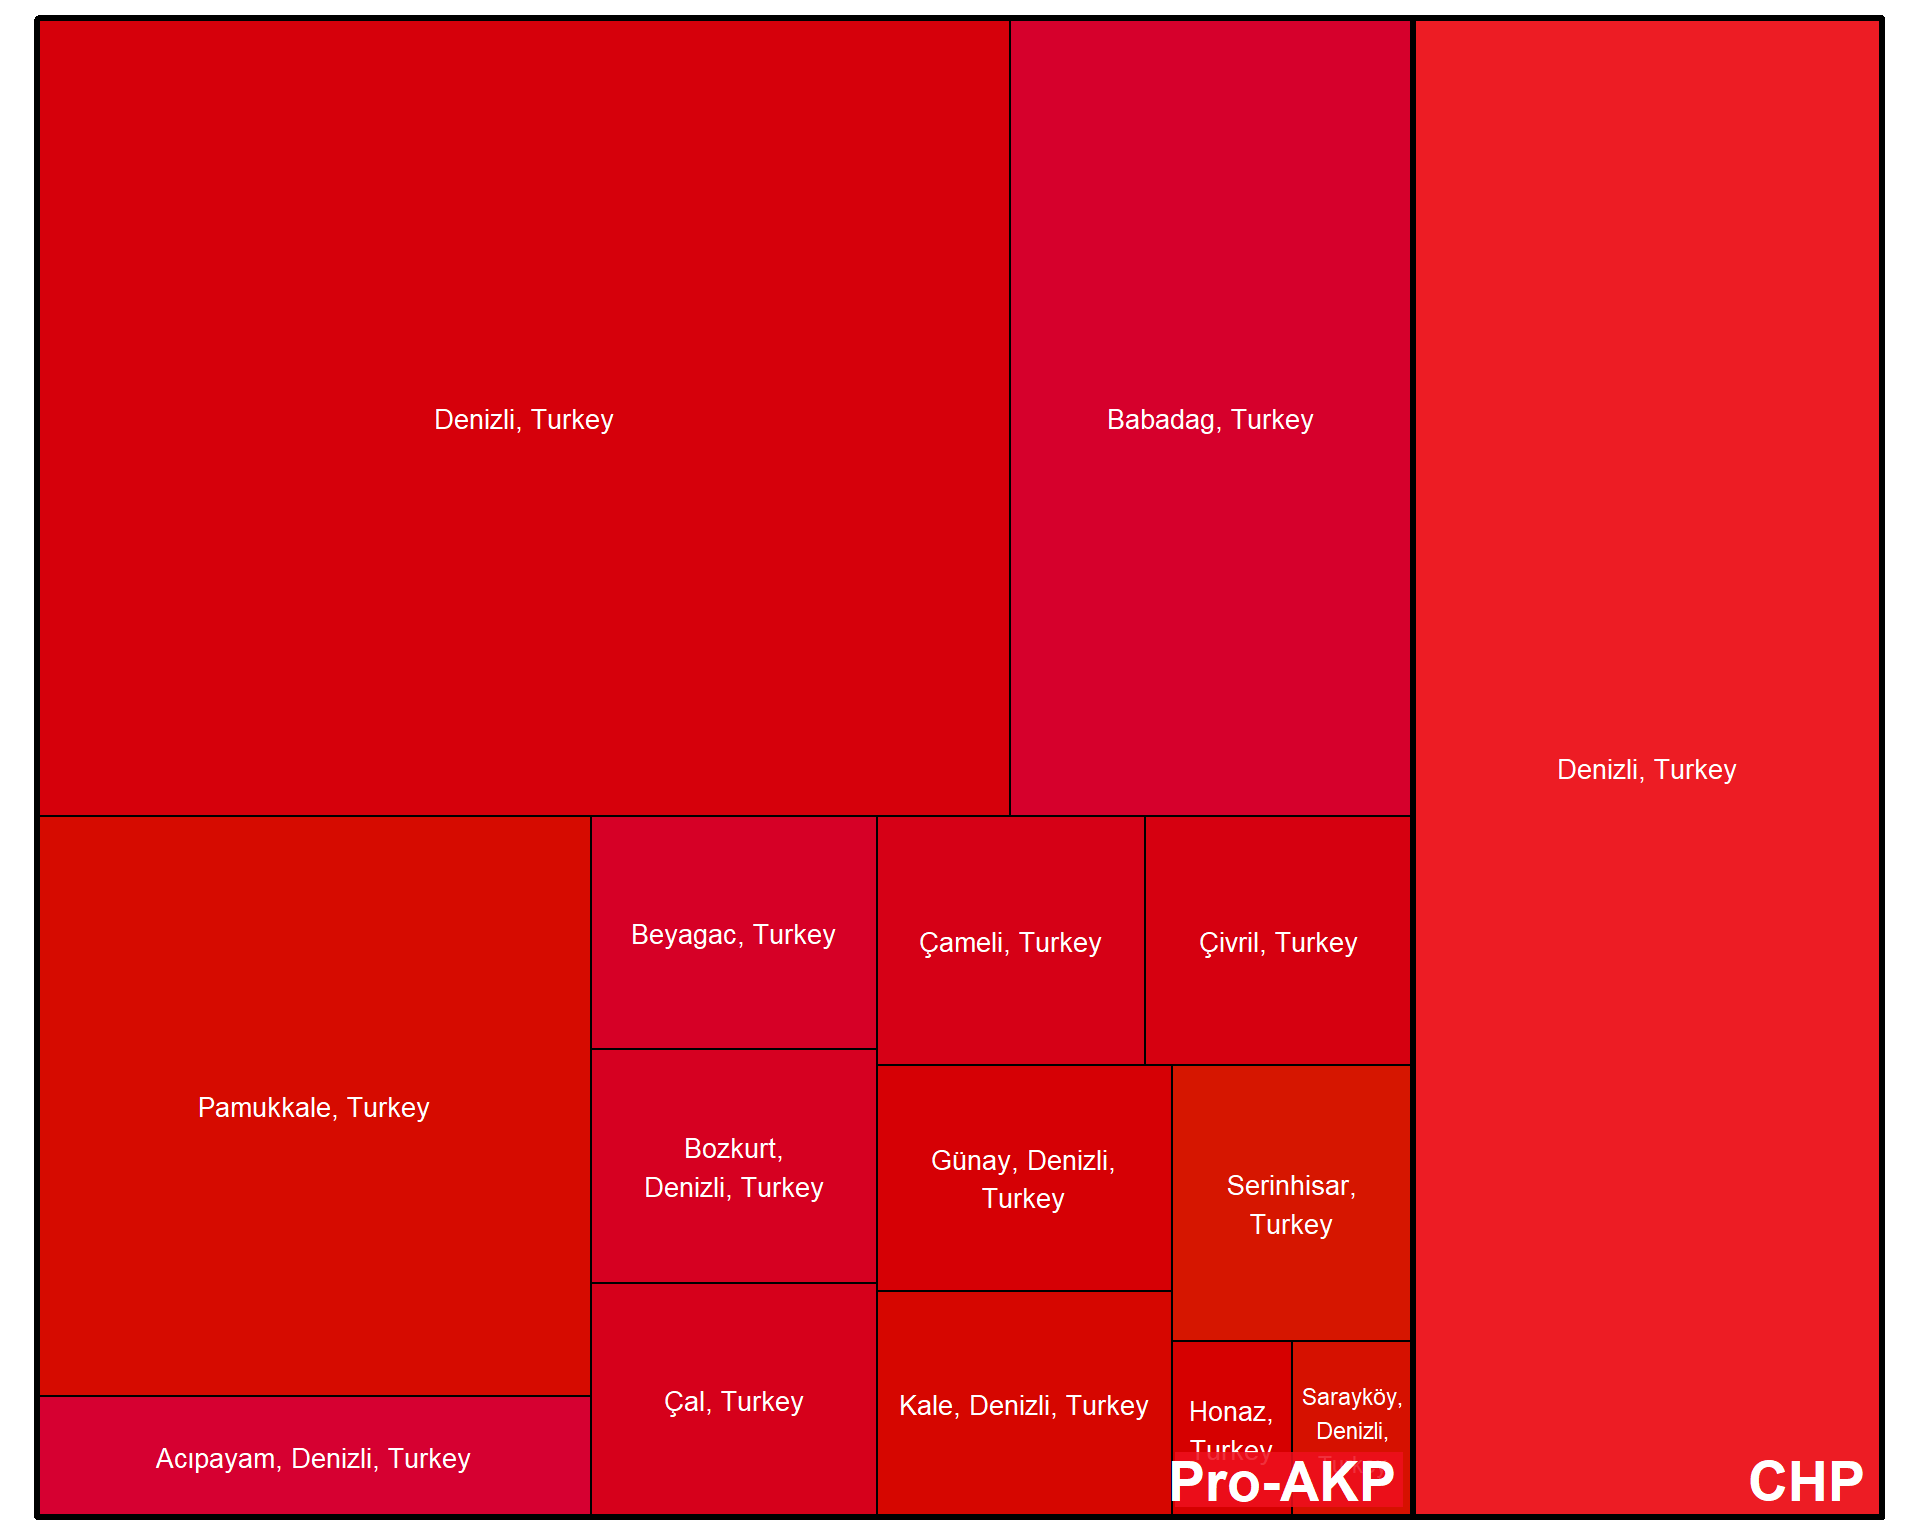 Denizli, Turkey
Babadag, Turkey
Denizli, Turkey
Pamukkale, Turkey
Beyagac, Turkey
Çameli, Turkey
Çivril, Turkey
Bozkurt,
Denizli, Turkey
Günay, Denizli,
Turkey
Serinhisar,
Turkey
Acıpayam, Denizli, Turkey
Çal, Turkey
Kale, Denizli, Turkey
Honaz,
Turkey
Sarayköy,
Denizli,
Pro-AKP
CHP